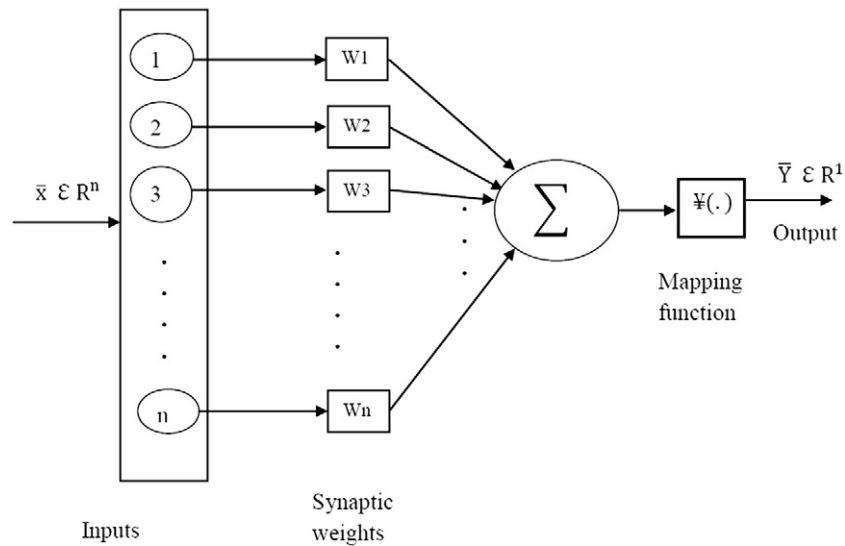 1
W1
2
W2
x̄ Ɛ Rⁿ
3
W3
∑
¥(.)
Y̅ Ɛ R¹
Output
Mapping
function
n
Wn
Synaptic
weights
Inputs